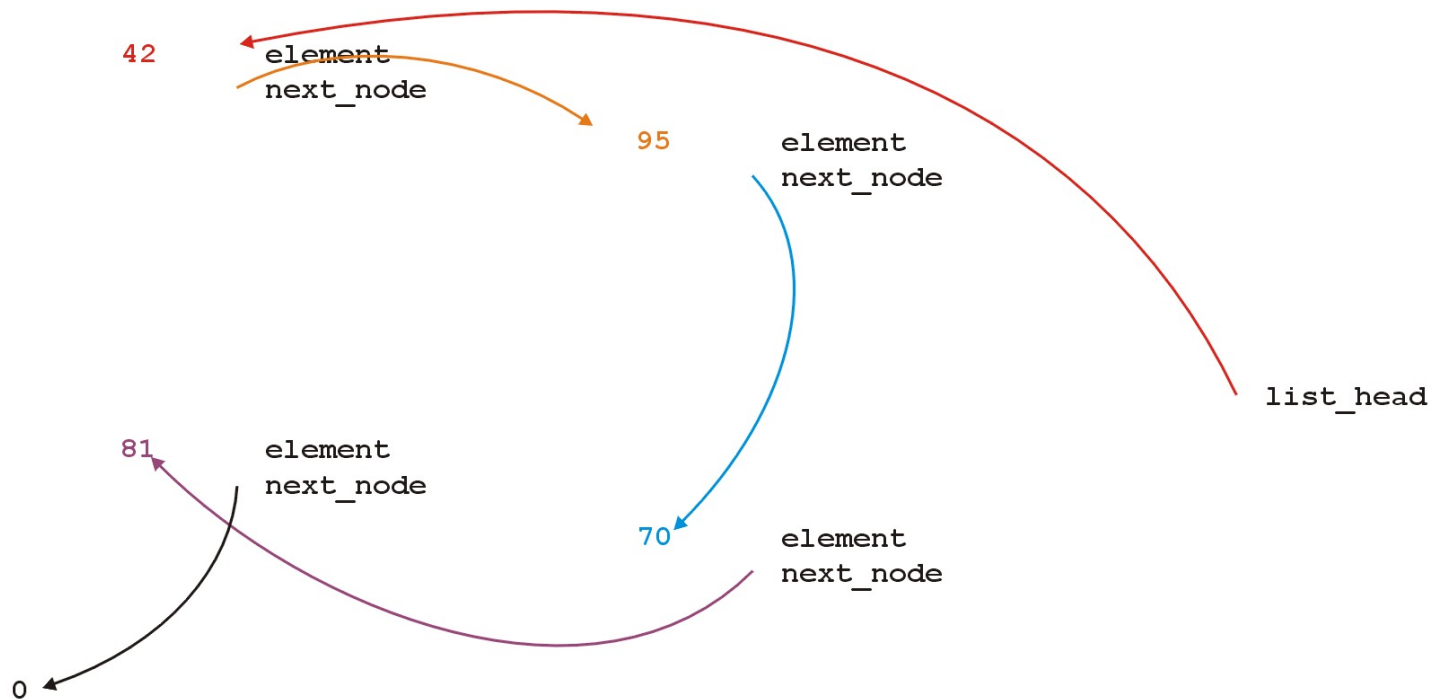 42 element
next_node
95 element
next_node
list_head
81 element
next_node
70 element
next_node
0